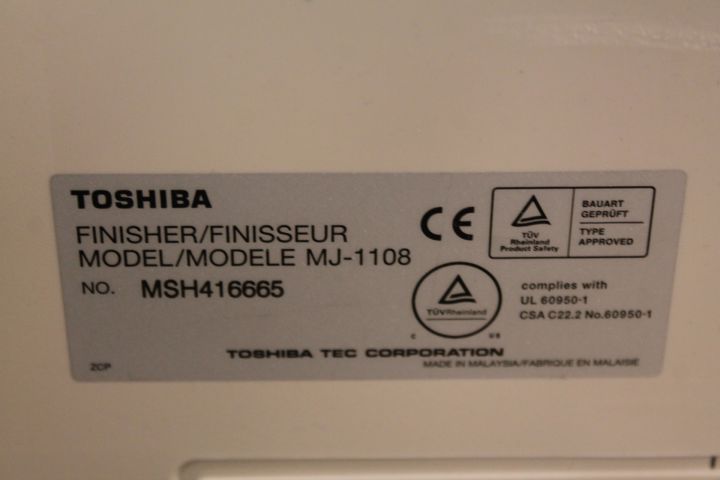 TOSHIBA
FINISHER/FINISSEUR
MODEL/MODELE MJ-1108
NO. MSH416665
CE
TÜV
Rheinland
Product Safety
BAUART
GEPRÜFT
TYPE
APPROVED
TÜVRheinland
C US
complies with
UL 60950-1
CSA C22.2 No.60950-1
TOSHIBA TEC CORPORATION
2CP
MADE IN MALAYSIA/FABRIQUE EN MALAISIE